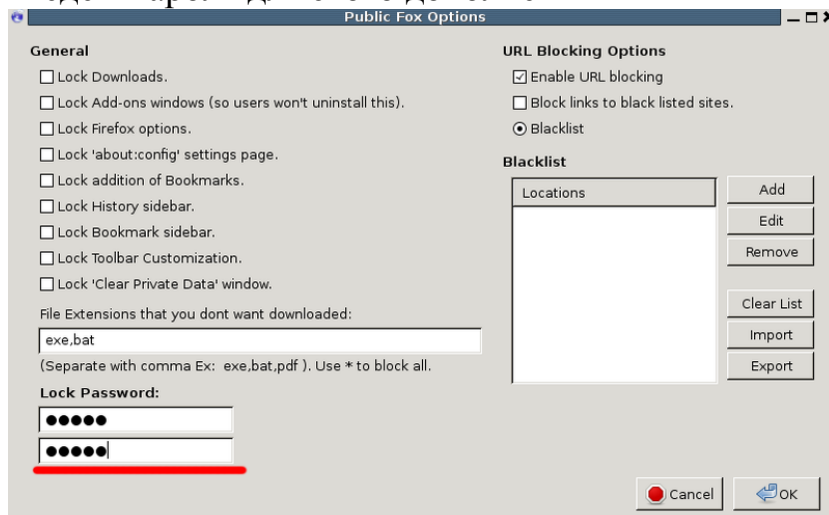 Public Fox Options
General
Lock Downloads.
Lock Add-ons windows (so users won't uninstall this).
Lock Firefox options.
Lock 'about:config' settings page.
Lock addition of Bookmarks.
Lock History sidebar.
Lock Bookmark sidebar.
Lock Toolbar Customization.
Lock 'Clear Private Data' window.
File Extensions that you dont want downloaded:
exe,bat
(Separate with comma Ex: exe,bat,pdf ). Use * to block all.
Lock Password:
●●●●●
●●●●●
URL Blocking Options
Enable URL blocking
Block links to black listed sites.
Blacklist
Blacklist
Locations
Add
Edit
Remove
Clear List
Import
Export
Cancel
OK